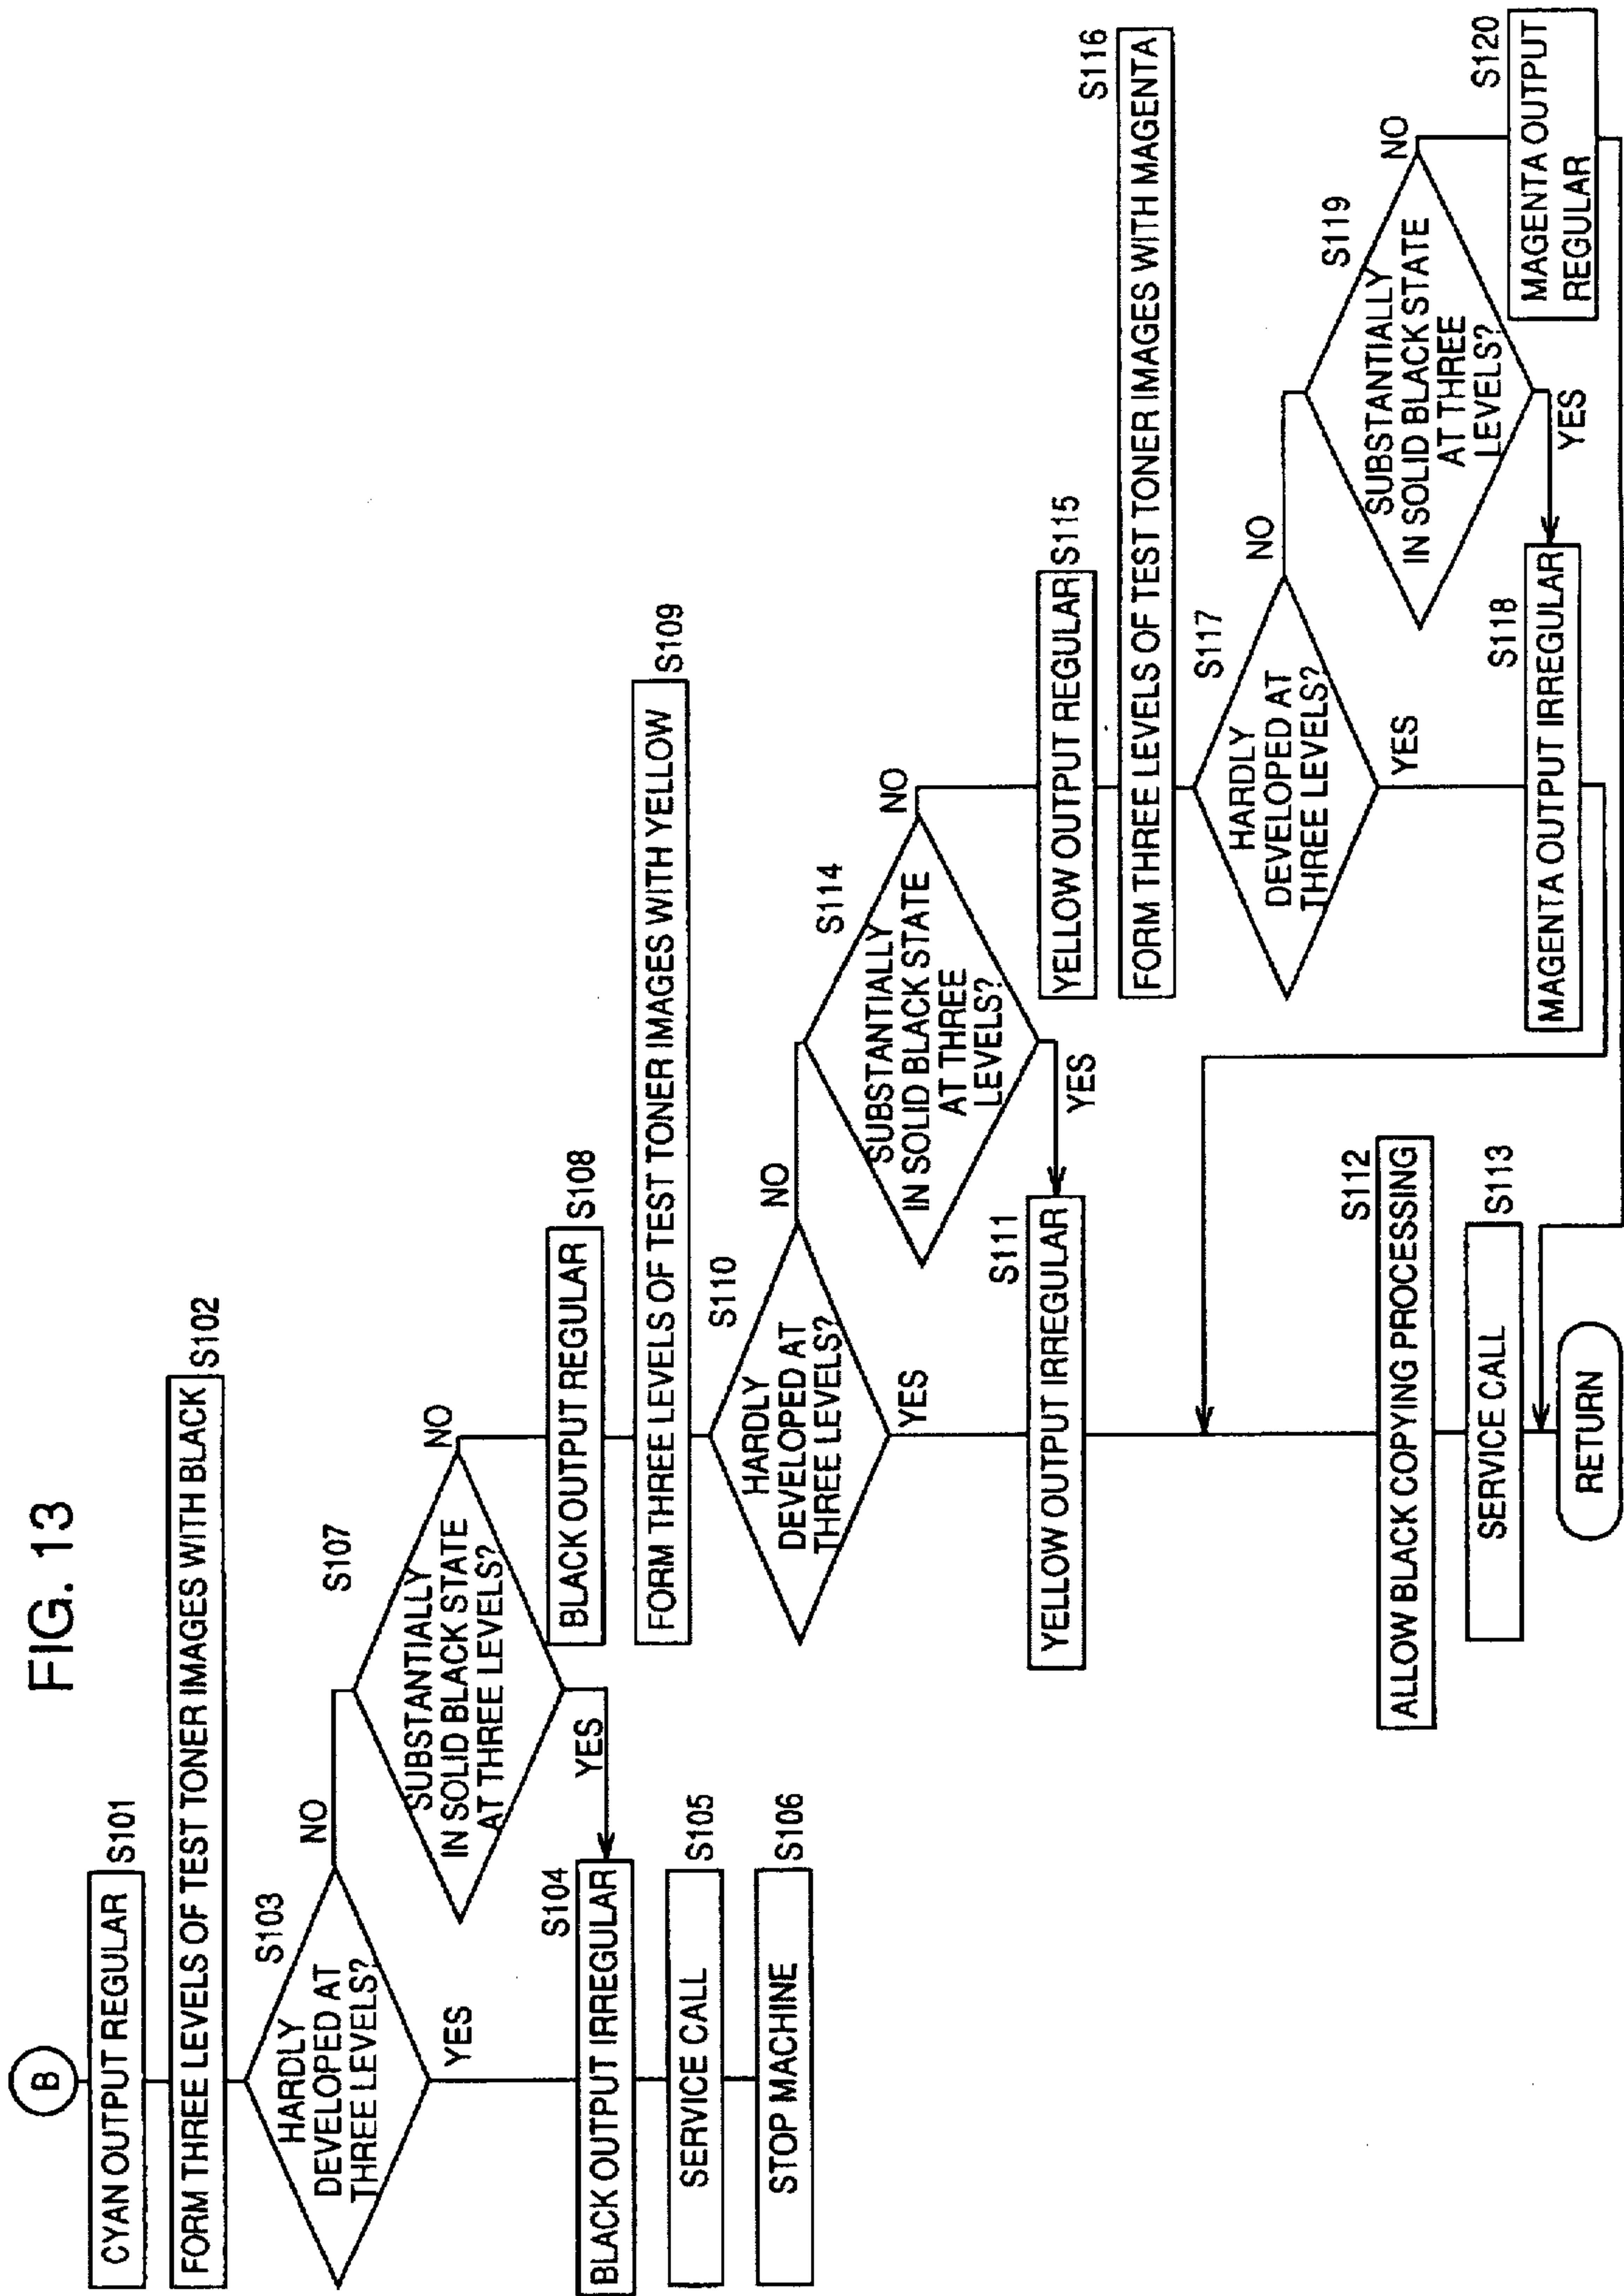 FIG. 13
B
CYAN OUTPUT REGULAR
S101
FORM THREE LEVELS OF TEST TONER IMAGES WITH BLACK
S102
S103
HARDLY
DEVELOPED AT
THREE LEVELS?
NO
YES
S107
SUBSTANTIALLY
IN SOLID BLACK STATE
AT THREE LEVELS?
NO
YES
S104
BLACK OUTPUT IRREGULAR
SERVICE CALL
S105
STOP MACHINE
S106
BLACK OUTPUT REGULAR
S108
FORM THREE LEVELS OF TEST TONER IMAGES WITH YELLOW
S109
S110
HARDLY
DEVELOPED AT
THREE LEVELS?
NO
YES
S114
SUBSTANTIALLY
IN SOLID BLACK STATE
AT THREE
LEVELS?
NO
YES
S111
YELLOW OUTPUT IRREGULAR
YELLOW OUTPUT REGULAR
S115
FORM THREE LEVELS OF TEST TONER IMAGES WITH MAGENTA
S116
S117
HARDLY
DEVELOPED AT
THREE LEVELS?
NO
YES
S119
SUBSTANTIALLY
IN SOLID BLACK STATE
AT THREE
LEVELS?
NO
YES
S118
MAGENTA OUTPUT IRREGULAR
S120
MAGENTA OUTPUT
REGULAR
S112
ALLOW BLACK COPYING PROCESSING
SERVICE CALL
S113
RETURN